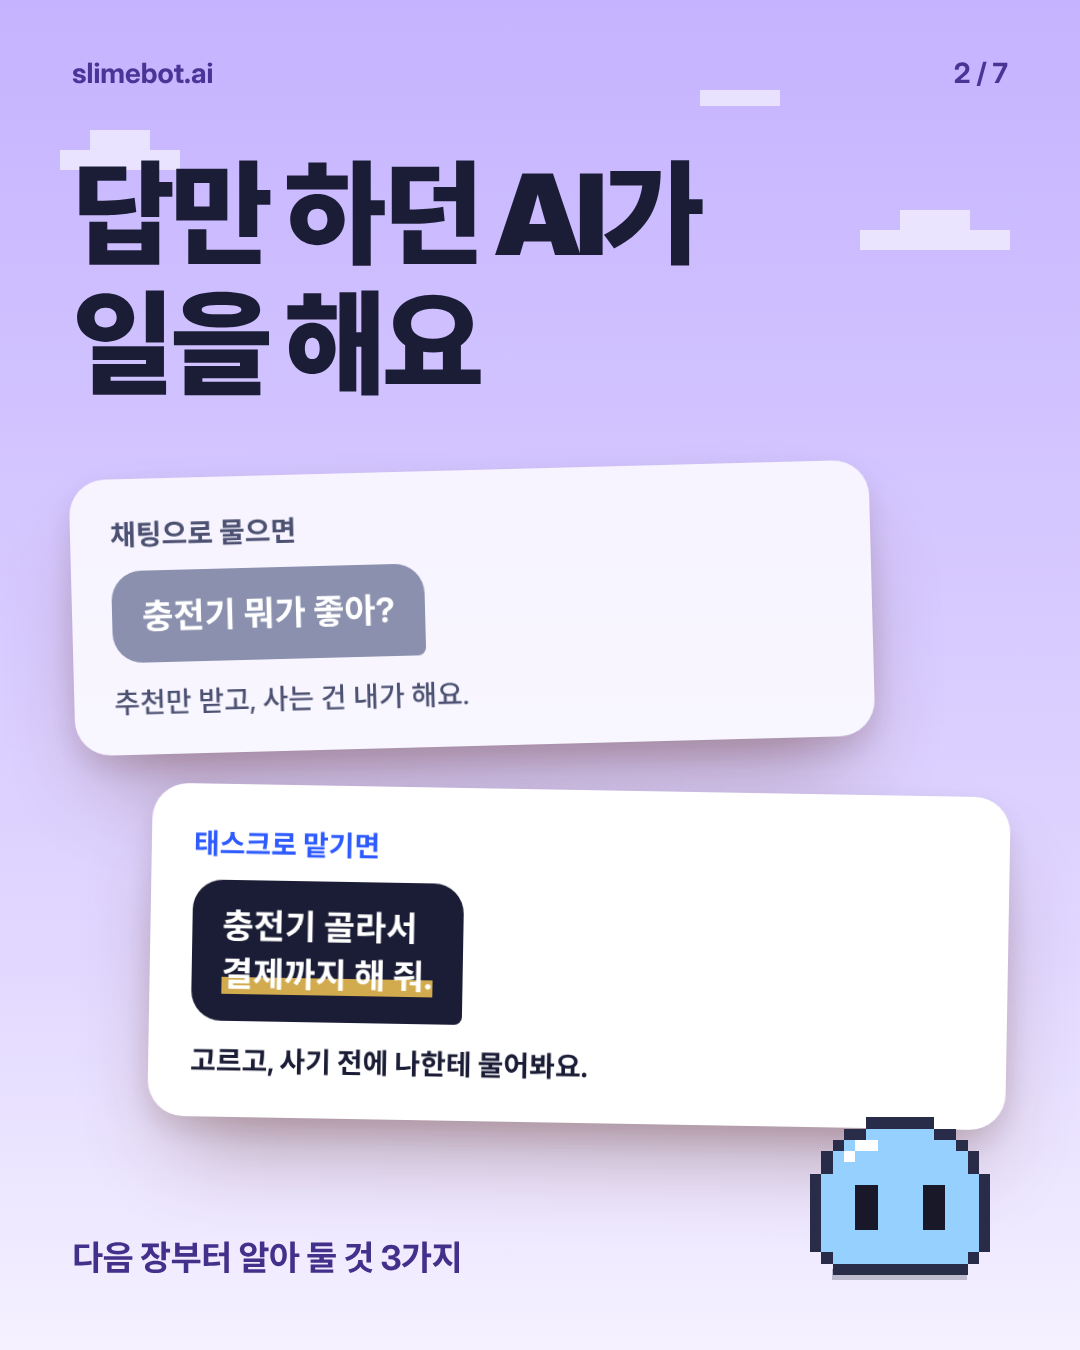 slimebot.ai
2 / 7
답만 하던 AI가
일을 해요
채팅으로 물으면
충전기 뭐가 좋아?
추천만 받고, 사는 건 내가 해요.
태스크로 맡기면
충전기 골라서
결제까지 해 줘.
고르고, 사기 전에 나한테 물어봐요.
다음 장부터 알아 둘 것 3가지